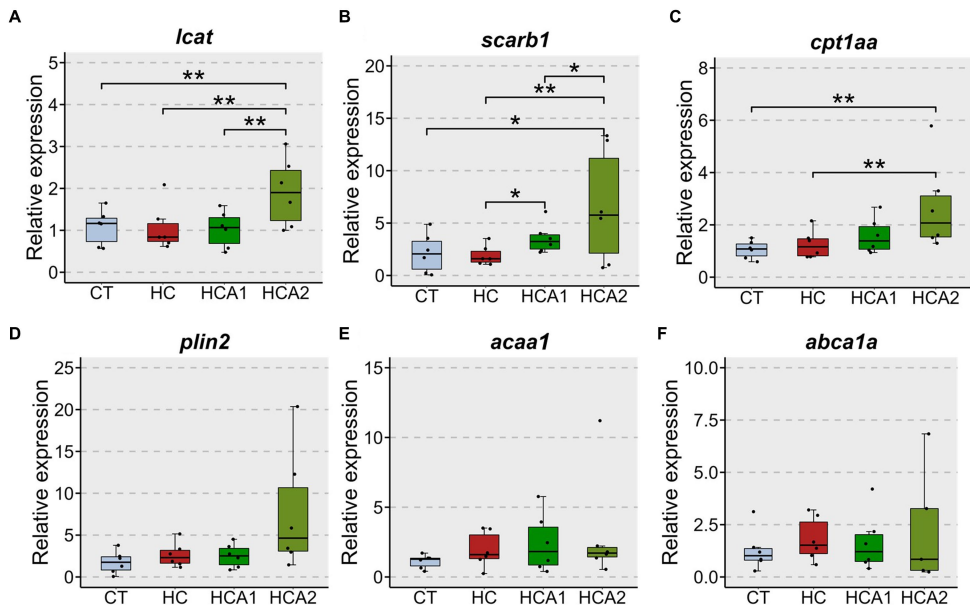 A
lcat
Relative expression
5
4
3
2
1
0
**
**
**
CT HC HCA1 HCA2
B
scarb1
Relative expression
20
15
10
5
0
*
**
*
*
CT HC HCA1 HCA2
C
cpt1aa
Relative expression
8
6
4
2
0
**
**
CT HC HCA1 HCA2
D
plin2
Relative expression
25
20
15
10
5
0
CT HC HCA1 HCA2
E
acaa1
Relative expression
15
10
5
0
CT HC HCA1 HCA2
F
abca1a
Relative expression
10.0
7.5
5.0
2.5
0.0
CT HC HCA1 HCA2